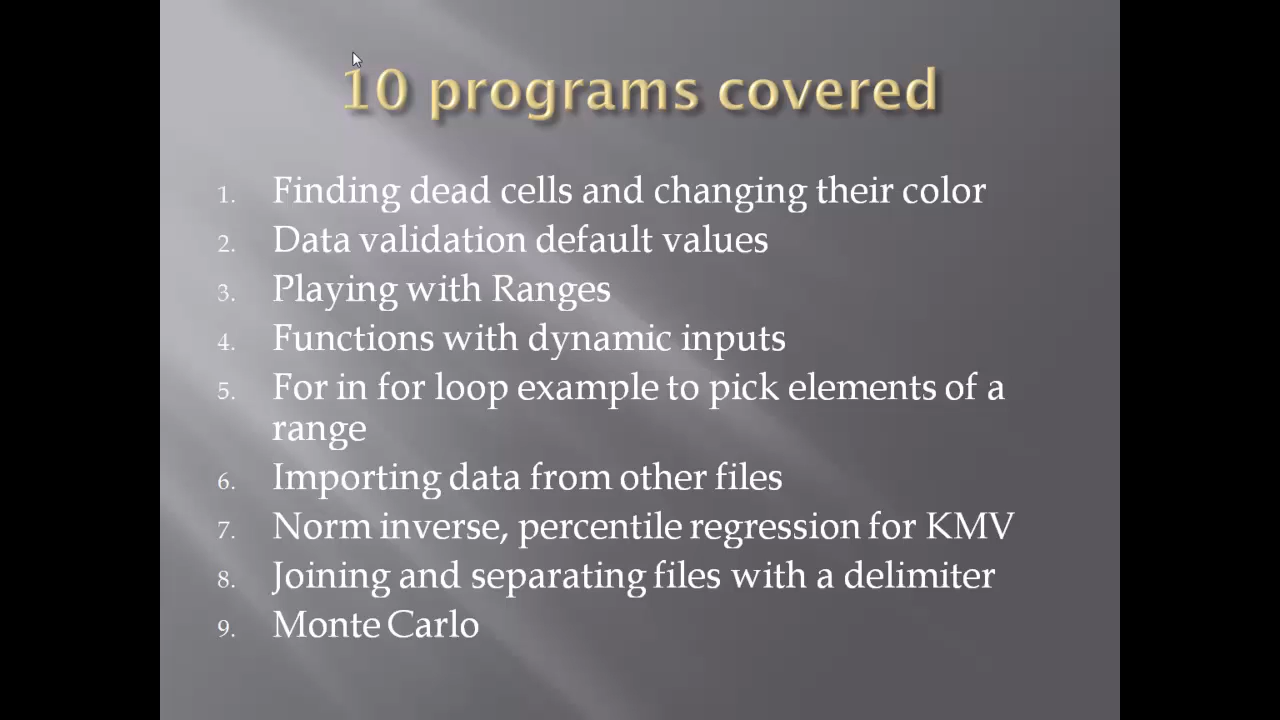 10 programs covered
1. Finding dead cells and changing their color
2. Data validation default values
3. Playing with Ranges
4. Functions with dynamic inputs
5. For in for loop example to pick elements of a
range
6. Importing data from other files
7. Norm inverse, percentile regression for KMV
8. Joining and separating files with a delimiter
9. Monte Carlo